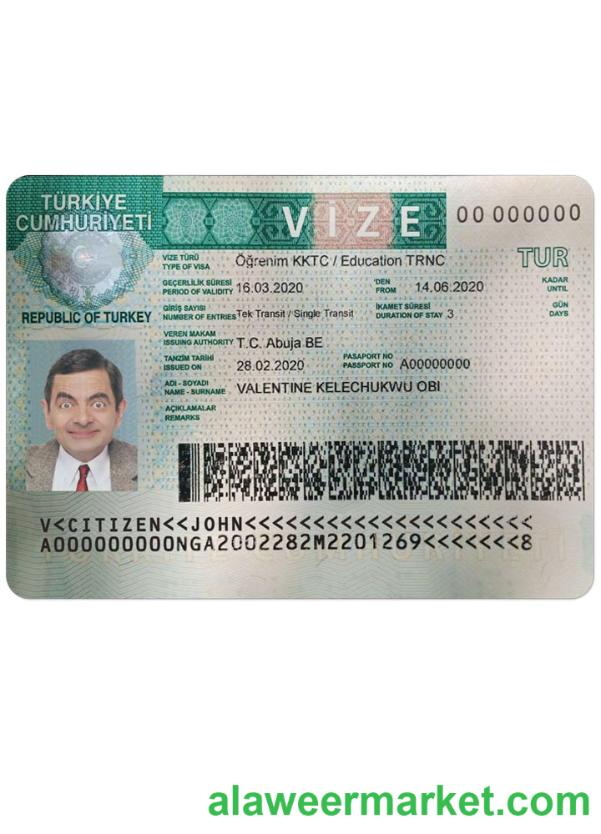 TÜRKİYE
CUMHURİYETİ
REPUBLIC OF TURKEY
VİZE
00 000000
TUR
VİZE TÜRÜ
TYPE OF VISA
Öğrenim KKTC / Education TRNC
GEÇERLİLİK SÜRESİ
PERIOD OF VALIDITY
16.03.2020
'DEN
FROM
14.06.2020
KADAR
UNTIL
GİRİŞ SAYISI
NUMBER OF ENTRIES
Tek Transit / Single Transit
İKAMET SÜRESİ
DURATION OF STAY
3
GÜN
DAYS
VEREN MAKAM
ISSUING AUTHORITY
T.C. Abuja BE
TANZİM TARİHİ
ISSUED ON
28.02.2020
PASAPORT NO
PASSPORT NO
A00000000
ADI - SOYADI
NAME - SURNAME
VALENTINE KELECHUKWU OBI
AÇIKLAMALAR
REMARKS
V<CITIZEN<<JOHN<<<<<<<<<<<<<<<<<<<<<
A000000000NGA2002282M2201269<<<<<<<8
alaweermarket.com